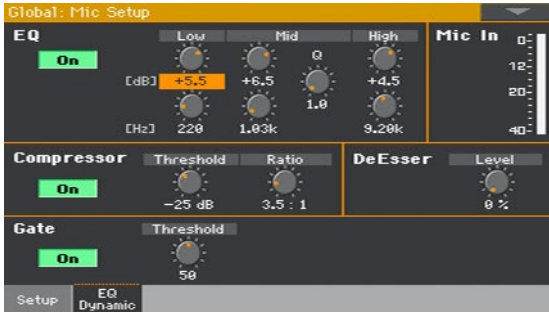 Global: Mic Setup
EQ
Low Mid High
Mic In
On
Q
[dB] +5.5 +6.5 +4.5
1.0
[Hz] 220 1.03k 9.20k
0-
12-
20-
40-
Compressor
Threshold Ratio
On
-25 dB 3.5 : 1
DeEsser
Level
0 %
Gate
Threshold
On
50
Setup
EQ
Dynamic